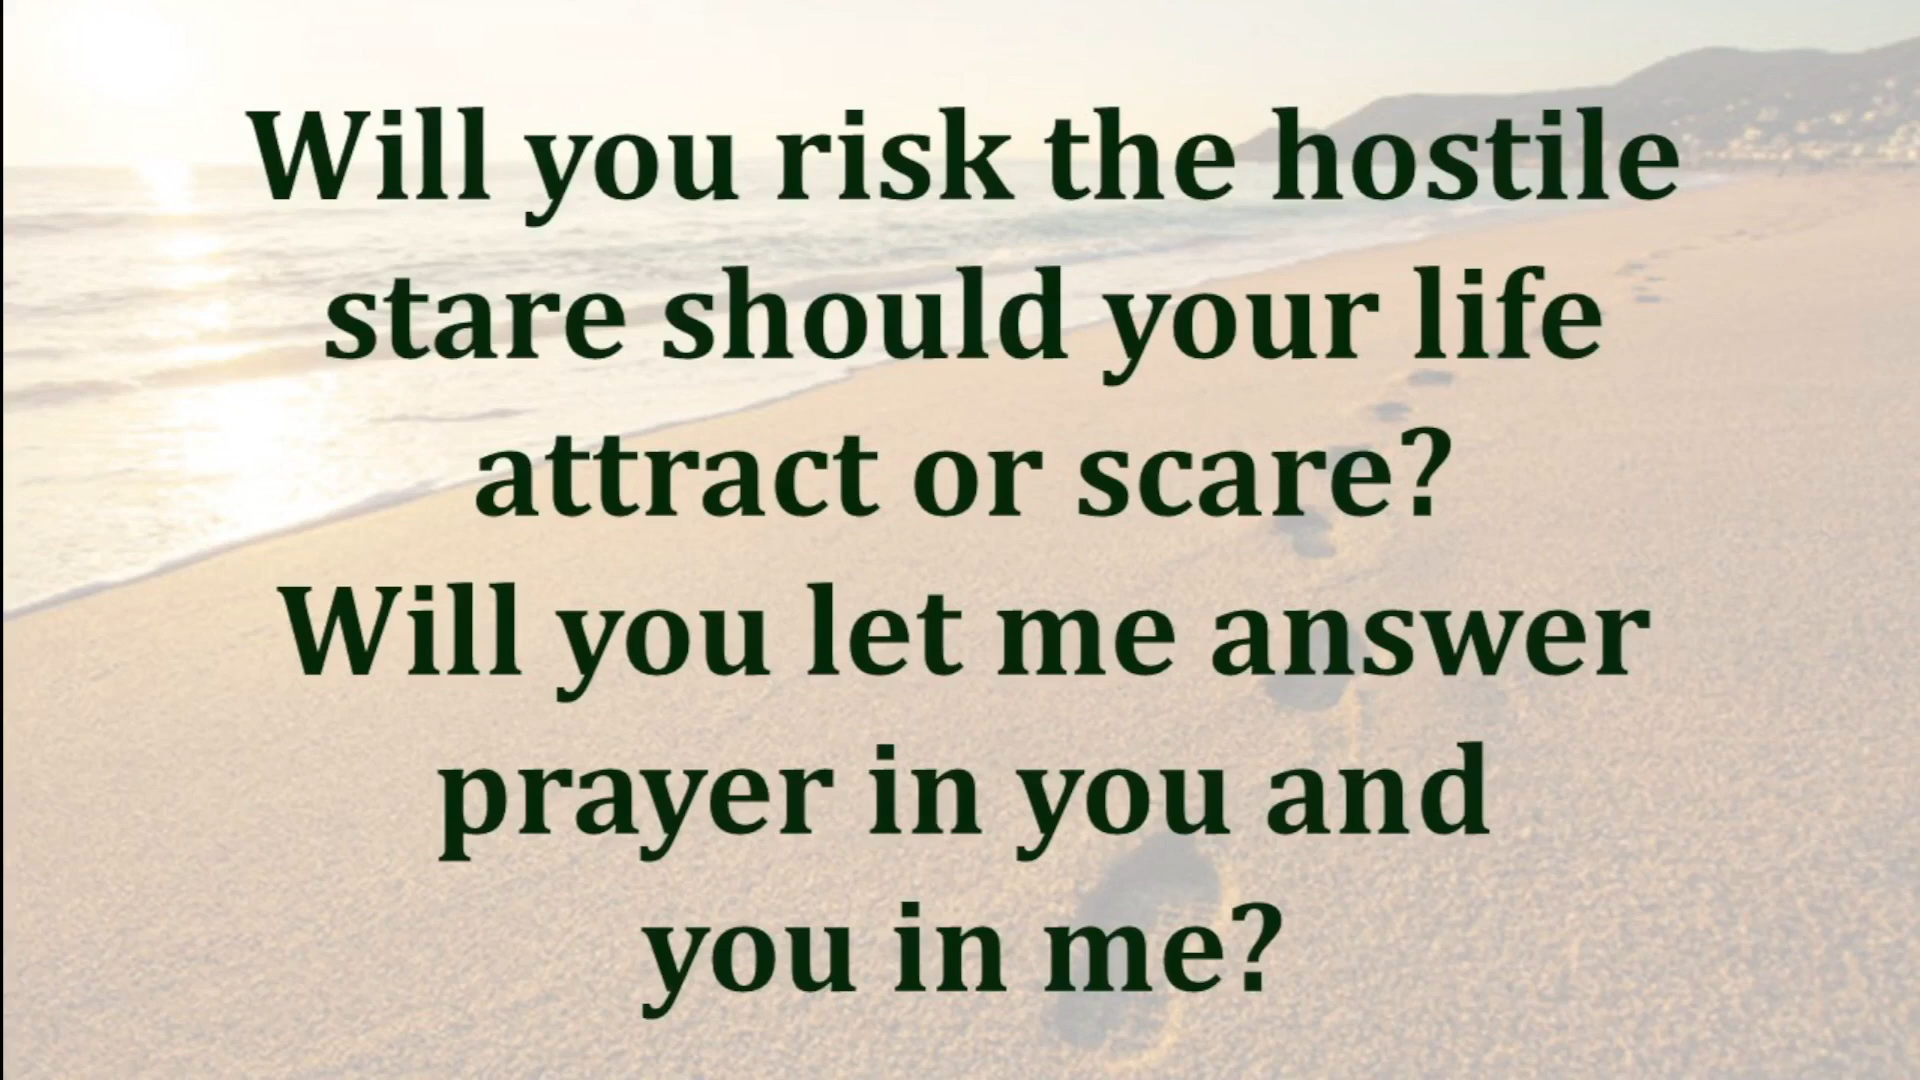 Will you risk the hostile
stare should your life
attract or scare?
Will you let me answer
prayer in you and
you in me?